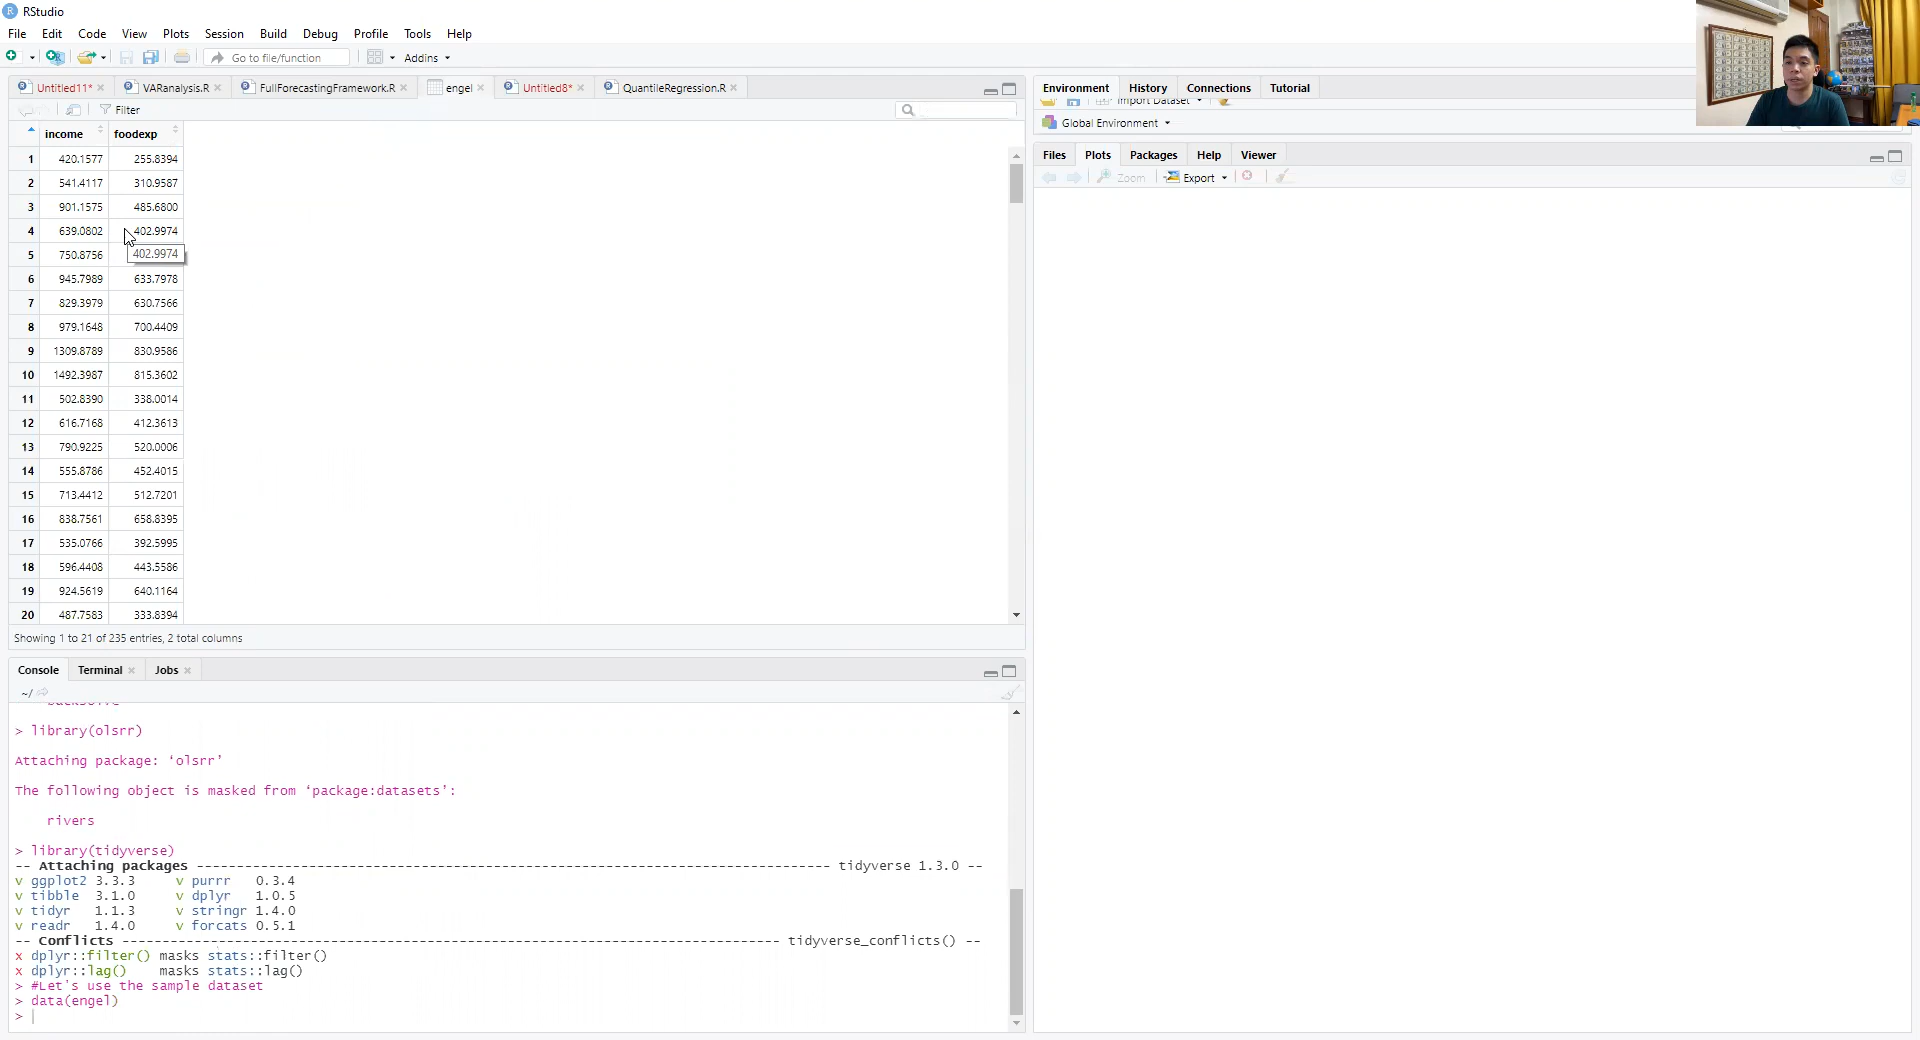 RStudio
File Edit Code View Plots Session Build Debug Profile Tools Help
Go to file/function Addins
Untitled11* VARanalysis.R FullForecastingFramework.R engel Untitled8* QuantileRegression.R
Filter
income foodexp
1 420.1577 255.8394
2 541.4117 310.9587
3 901.1575 485.6800
4 639.0802 402.9974
5 750.8756 402.9974
6 945.7989 633.7978
7 829.3979 630.7566
8 979.1648 700.4409
9 1309.8789 830.9586
10 1492.3987 815.3602
11 502.8390 338.0014
12 616.7168 412.3613
13 790.9225 520.0006
14 555.8786 452.4015
15 713.4412 512.7201
16 838.7561 658.8395
17 535.0766 392.5995
18 596.4408 443.5586
19 924.5619 640.1164
20 487.7583 333.8394
Showing 1 to 21 of 235 entries, 2 total columns
Console Terminal Jobs
~/
> library(olsrr)
Attaching package: ‘olsrr’
The following object is masked from ‘package:datasets’:
rivers
> library(tidyverse)
-- Attaching packages --------------------------------------------------------------------------------- tidyverse 1.3.0 --
v ggplot2 3.3.3 v purrr 0.3.4
v tibble 3.1.0 v dplyr 1.0.5
v tidyr 1.1.3 v stringr 1.4.0
v readr 1.4.0 v forcats 0.5.1
-- Conflicts ------------------------------------------------------------------------------------ tidyverse_conflicts() --
x dplyr::filter() masks stats::filter()
x dplyr::lag() masks stats::lag()
> #Let's use the sample dataset
> data(engel)
>
Environment History Connections Tutorial
Import Dataset
Global Environment
Files Plots Packages Help Viewer
Zoom Export